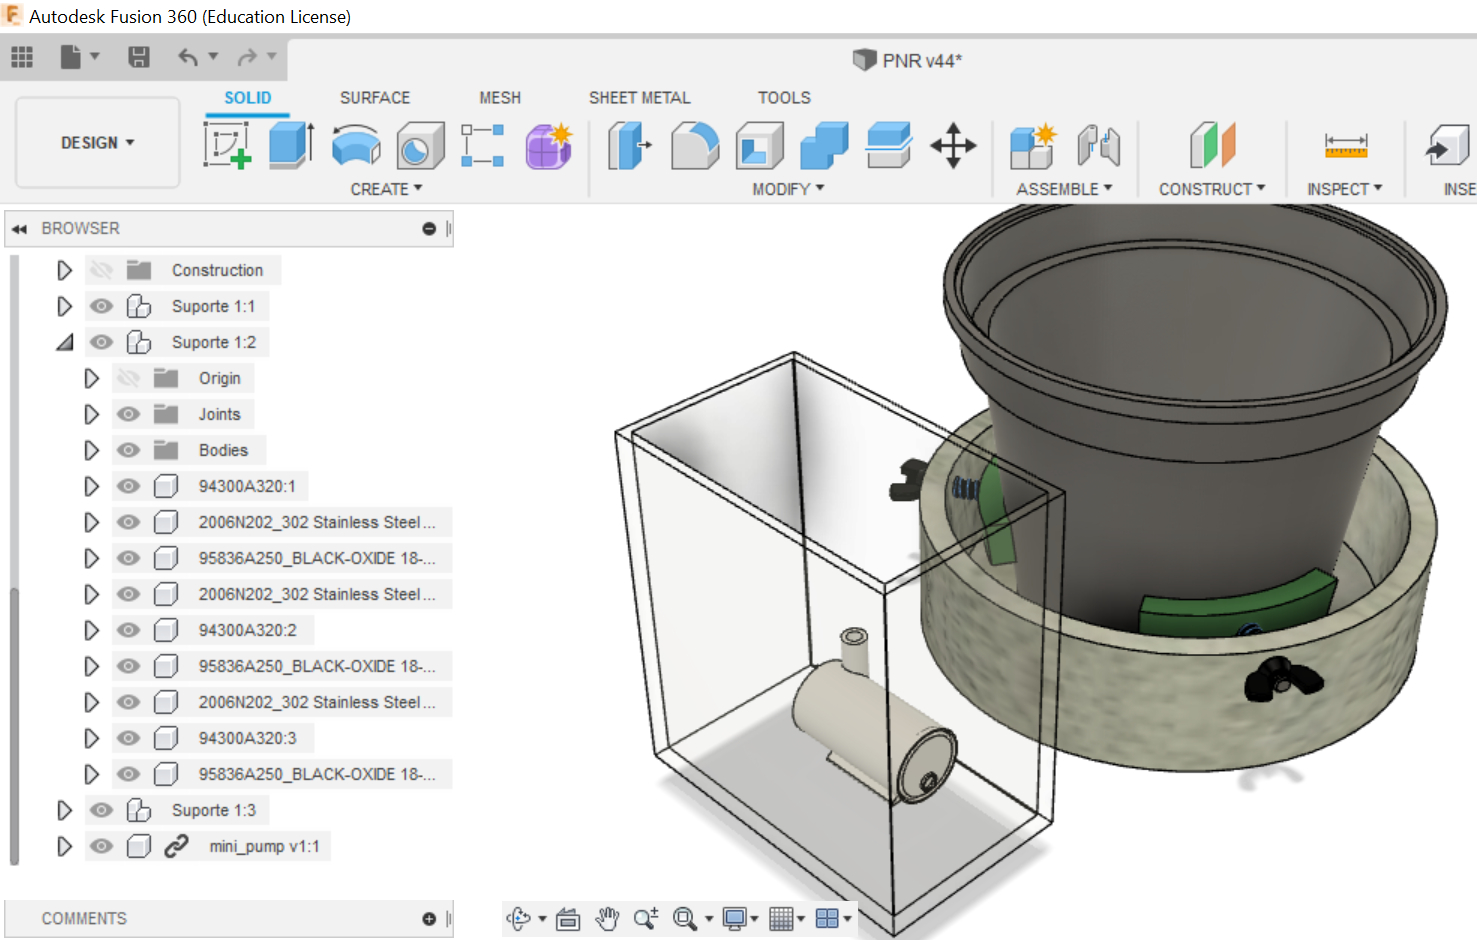 Autodesk Fusion 360 (Education License)
PNR v44*
SOLID SURFACE MESH SHEET METAL TOOLS
DESIGN
CREATE MODIFY ASSEMBLE CONSTRUCT INSPECT INSE
BROWSER
Construction
Suporte 1:1
Suporte 1:2
Origin
Joints
Bodies
94300A320:1
2006N202_302 Stainless Steel...
95836A250_BLACK-OXIDE 18-...
2006N202_302 Stainless Steel...
94300A320:2
95836A250_BLACK-OXIDE 18-...
2006N202_302 Stainless Steel...
94300A320:3
95836A250_BLACK-OXIDE 18-...
Suporte 1:3
mini_pump v1:1
COMMENTS